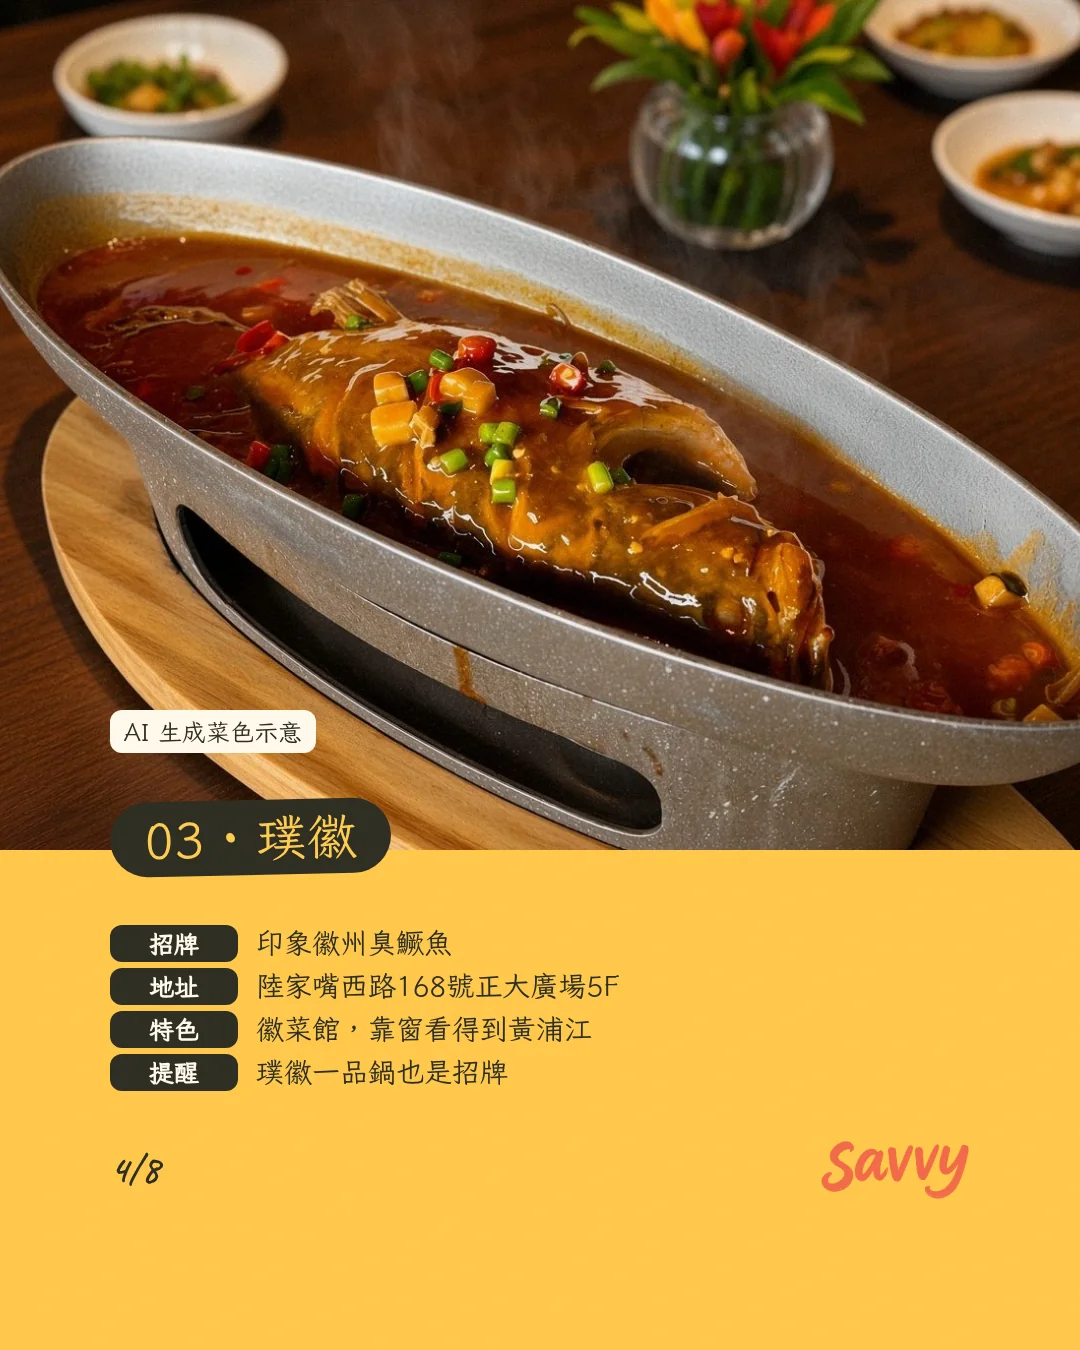 AI 生成菜色示意
03・璞徽
招牌 印象徽州臭鱖魚
地址 陸家嘴西路168號正大廣場5F
特色 徽菜館，靠窗看得到黃浦江
提醒 璞徽一品鍋也是招牌
4/8
Savvy